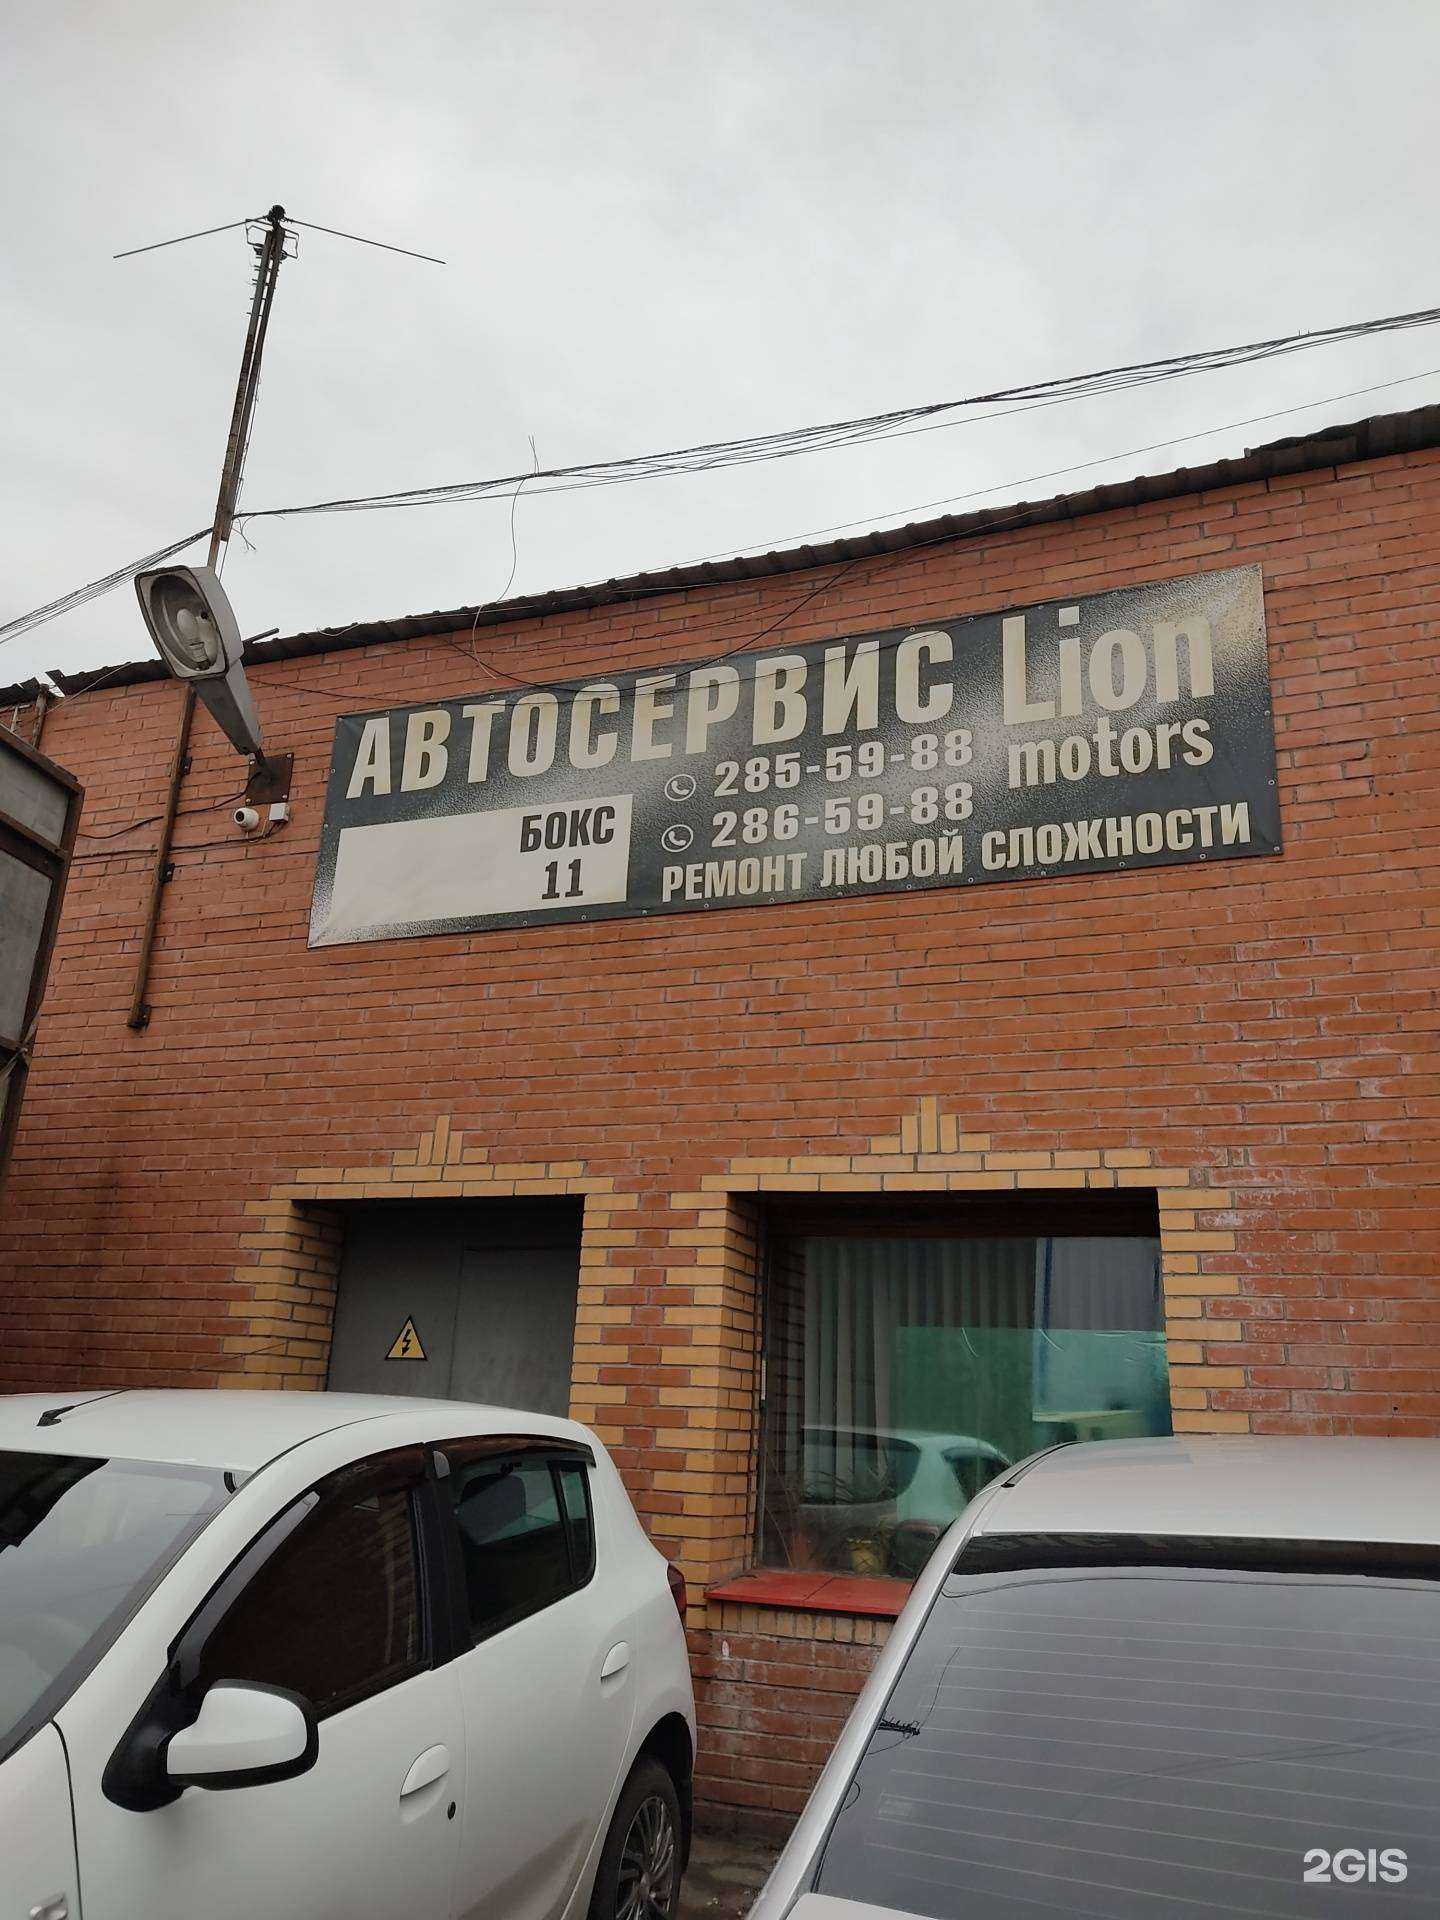 АВТОСЕРВИС Lion
motors
285-59-88
286-59-88
БОКС
11
РЕМОНТ ЛЮБОЙ СЛОЖНОСТИ
2GIS